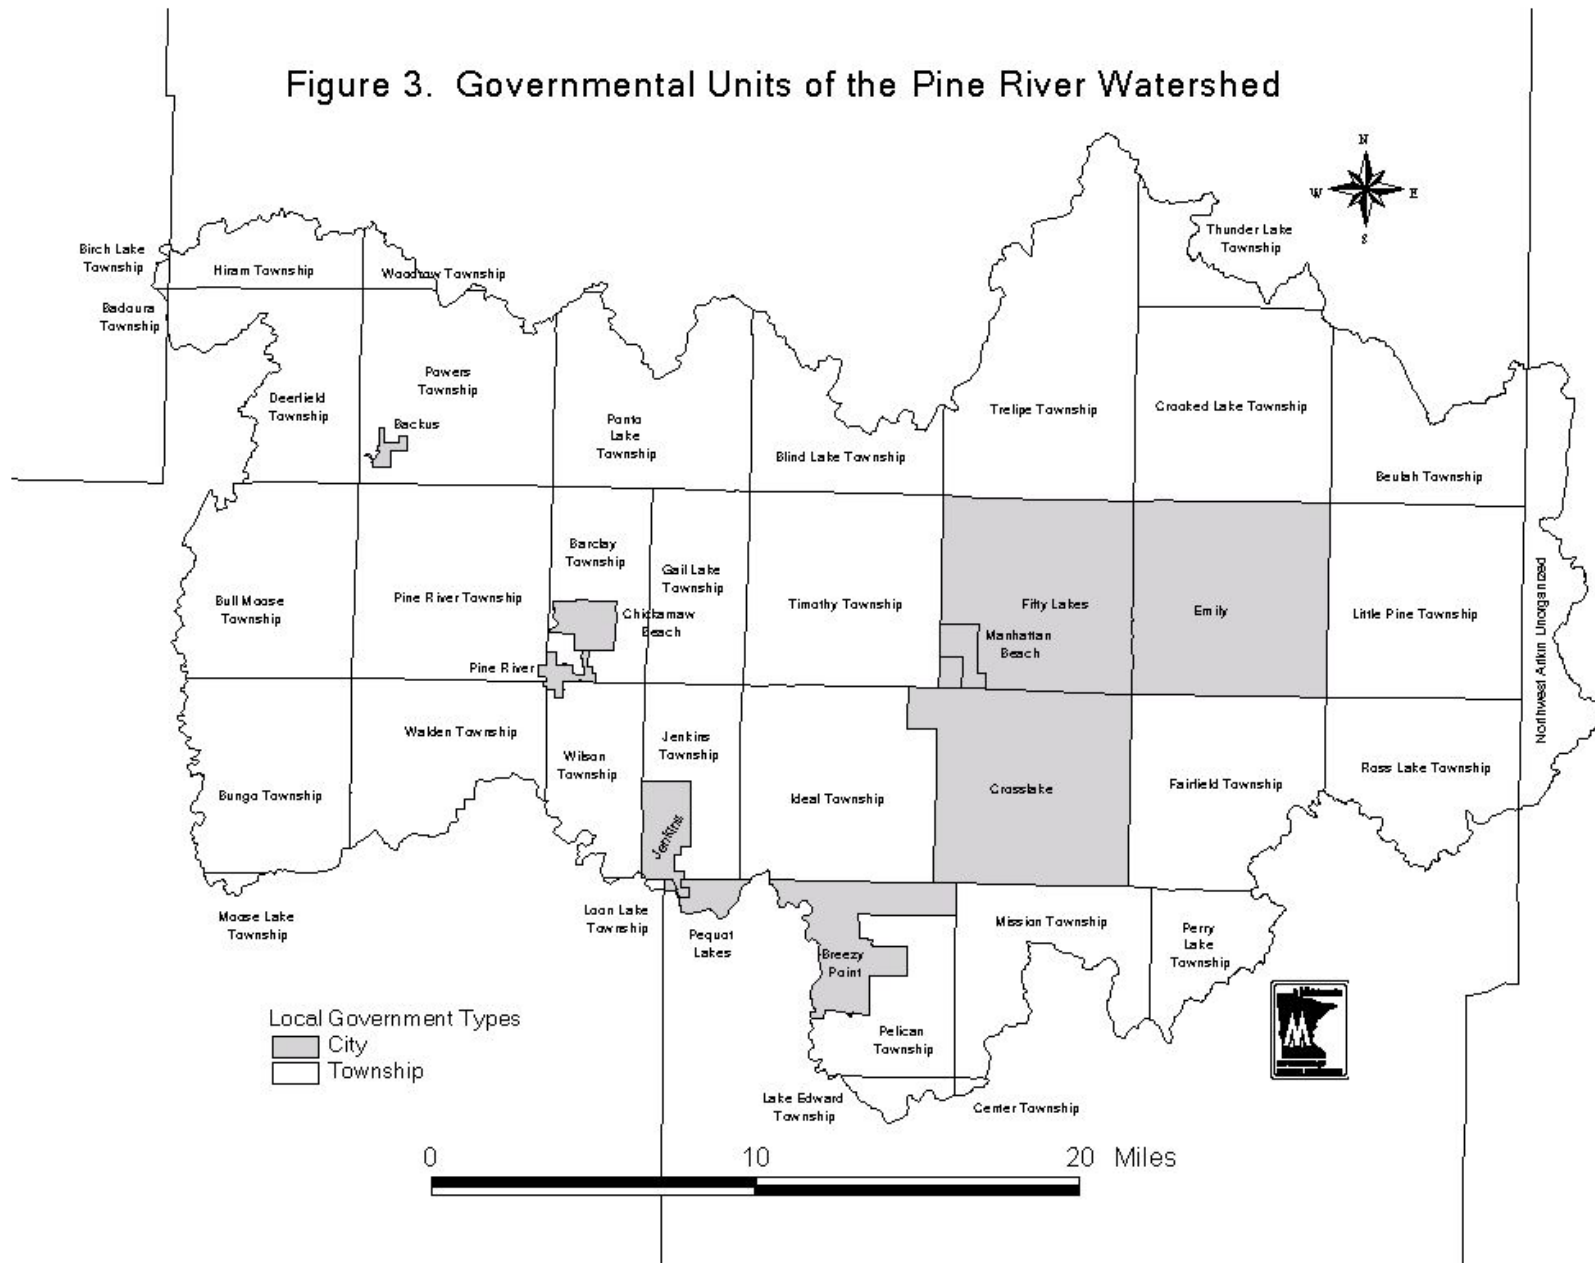 Figure 3. Governmental Units of the Pine River Watershed
N
W
E
S
Birch Lake
Township
Hiram Township
Woodrow Township
Thunder Lake
Township
Badoura
Township
Deerfield
Township
Powers
Township
Backus
Ponto
Lake
Township
Blind Lake Township
Trelipe Township
Crooked Lake Township
Beulah Township
Bull Moose
Township
Pine River Township
Barclay
Township
Gail Lake
Township
Chickamaw
Beach
Timothy Township
Fifty Lakes
Manhattan
Beach
Emily
Little Pine Township
Northwest Aitkin Unorganized
Pine River
Bungo Township
Walden Township
Wilson
Township
Jenkins
Township
Jenkins
Ideal Township
Crosslake
Fairfield Township
Ross Lake Township
Moose Lake
Township
Loon Lake
Township
Pequot
Lakes
Breezy
Point
Mission Township
Perry
Lake
Township
Pelican
Township
Lake Edward
Township
Center Township
Local Government Types
City
Township
0 10 20 Miles